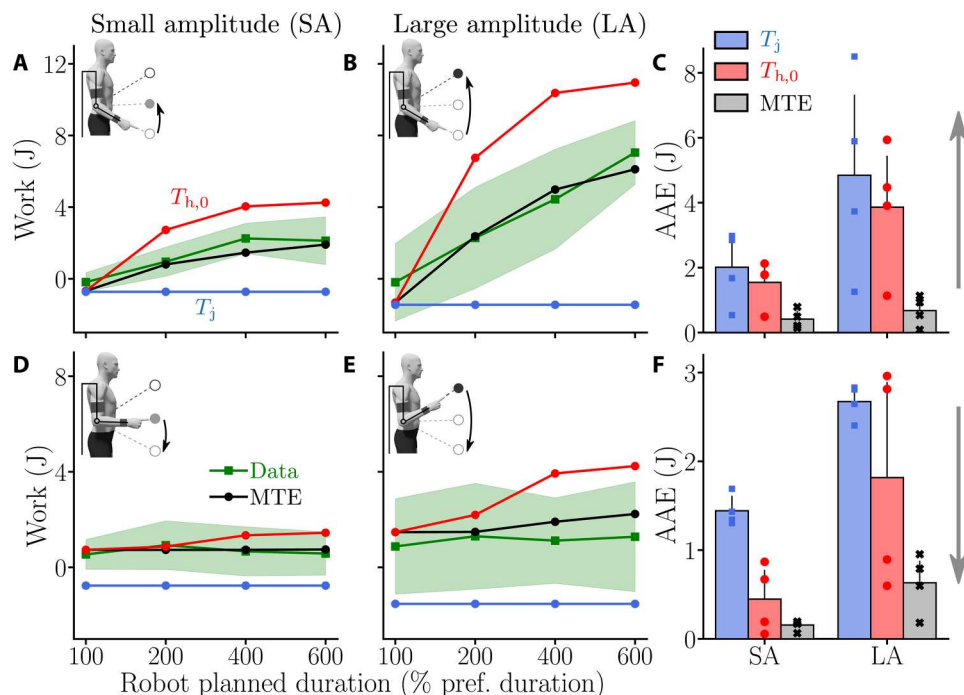 Small amplitude (SA)
Large amplitude (LA)
A
12
8
4
0
Work (J)
T_h,0
T_j
B
C
T_j
T_h,0
MTE
8
6
4
2
0
AAE (J)
D
8
4
0
Work (J)
Data
MTE
100
200
400
600
E
100
200
400
600
F
3
2
1
0
AAE (J)
SA
LA
Robot planned duration (% pref. duration)